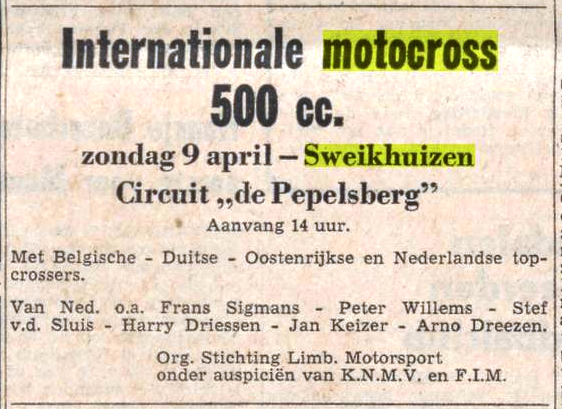 Internationale motocross
500 cc.
zondag 9 april – Sweikhuizen
Circuit „de Pepelsberg”
Aanvang 14 uur.
Met Belgische - Duitse - Oostenrijkse en Nederlandse top-
crossers.
Van Ned. o.a. Frans Sigmans - Peter Willems - Stef
v.d. Sluis - Harry Driessen - Jan Keizer - Arno Dreezen.
Org. Stichting Limb. Motorsport
onder auspiciën van K.N.M.V. en F.I.M.